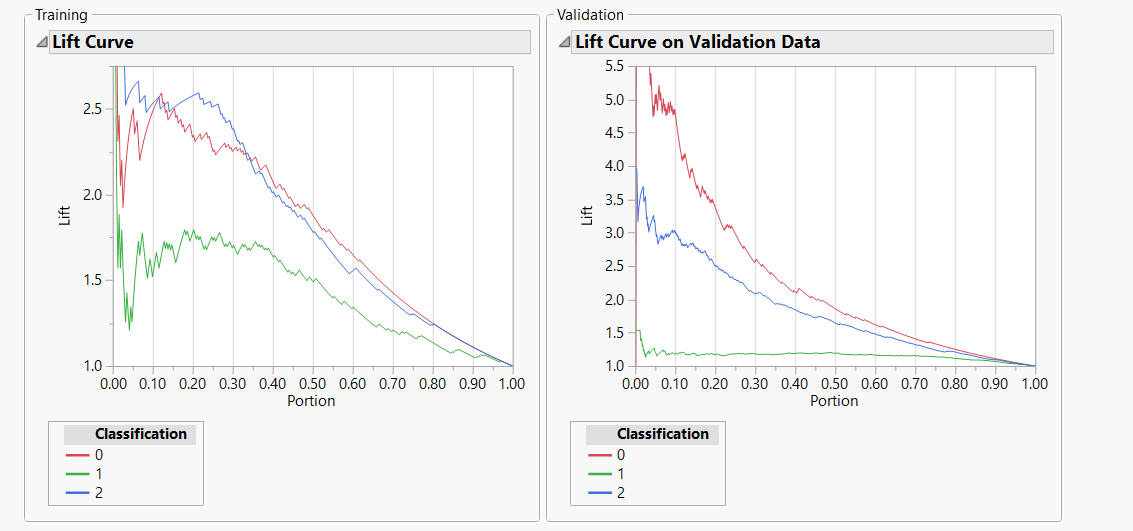 Training
Lift Curve
2.5
2.0
1.5
1.0
Lift
0.00 0.10 0.20 0.30 0.40 0.50 0.60 0.70 0.80 0.90 1.00
Portion
Classification
0
1
2
Validation
Lift Curve on Validation Data
5.5
5.0
4.5
4.0
3.5
3.0
2.5
2.0
1.5
1.0
Lift
0.00 0.10 0.20 0.30 0.40 0.50 0.60 0.70 0.80 0.90 1.00
Portion
Classification
0
1
2